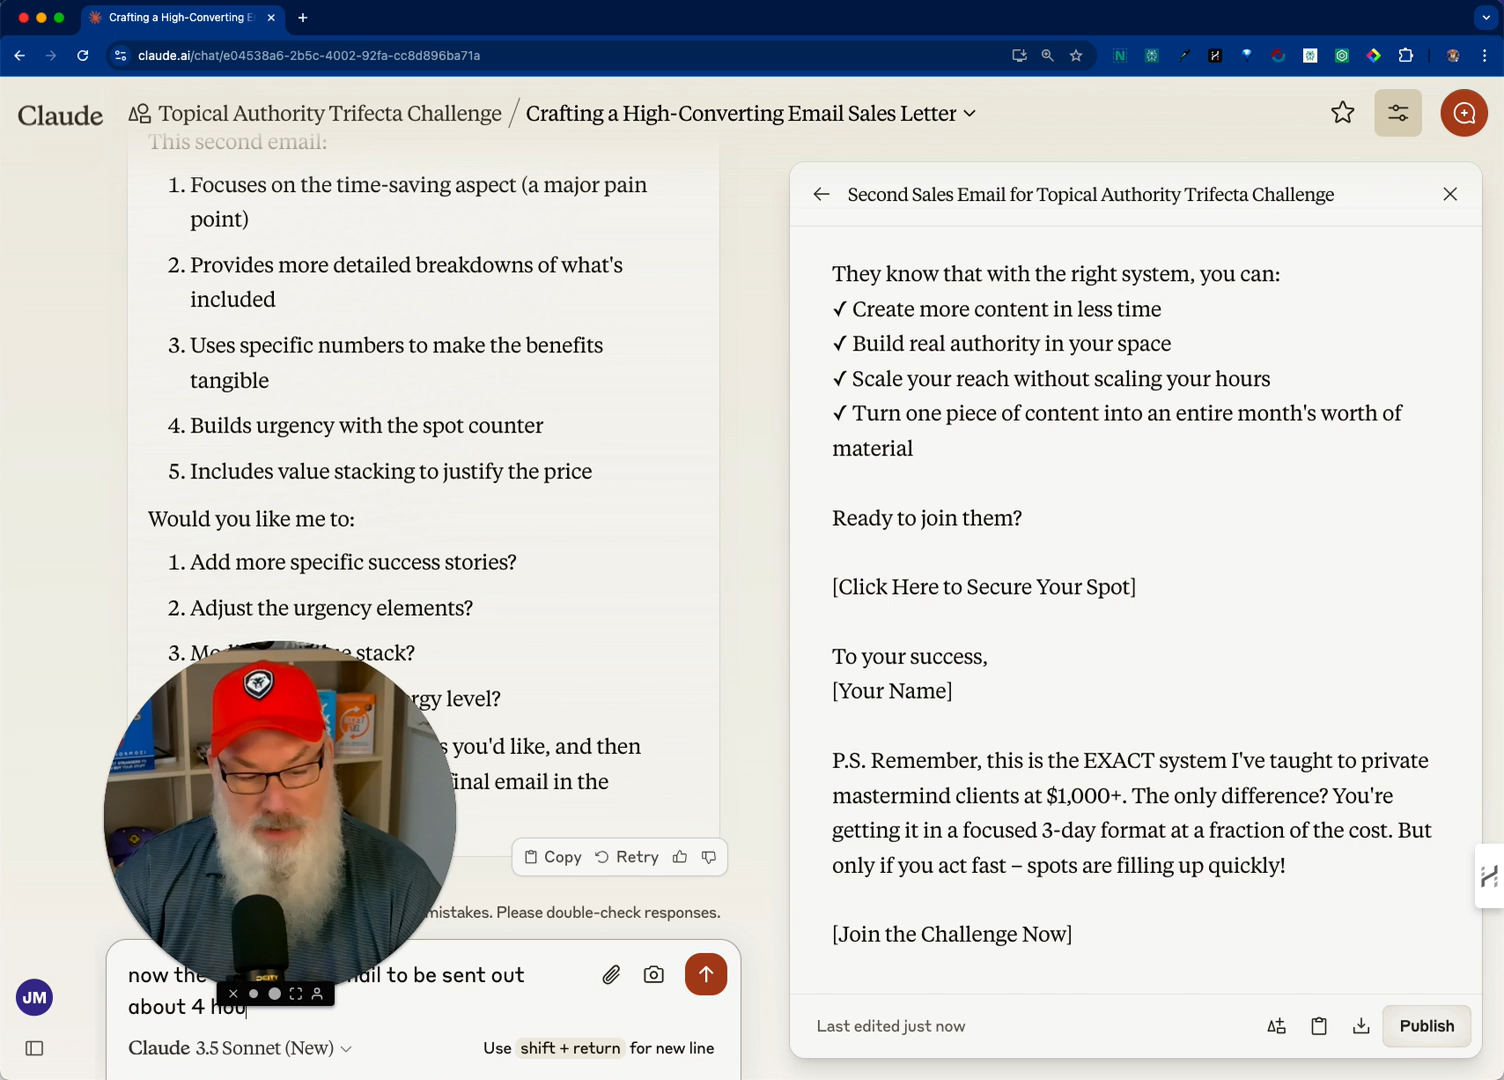 Crafting a High-Converting E
claude.ai/chat/e04538a6-2b5c-4002-92fa-cc8d896ba71a
Claude
Topical Authority Trifecta Challenge / Crafting a High-Converting Email Sales Letter
This second email:
1. Focuses on the time-saving aspect (a major pain
point)
2. Provides more detailed breakdowns of what's
included
3. Uses specific numbers to make the benefits
tangible
4. Builds urgency with the spot counter
5. Includes value stacking to justify the price
Would you like me to:
1. Add more specific success stories?
2. Adjust the urgency elements?
3. stack?
level?
you'd like, and then
final email in the
Copy
Retry
mistakes. Please double-check responses.
now the to be sent out
about 4 hou
Claude 3.5 Sonnet (New)
Use shift + return for new line
JM
Second Sales Email for Topical Authority Trifecta Challenge
They know that with the right system, you can:
✓ Create more content in less time
✓ Build real authority in your space
✓ Scale your reach without scaling your hours
✓ Turn one piece of content into an entire month's worth of
material
Ready to join them?
[Click Here to Secure Your Spot]
To your success,
[Your Name]
P.S. Remember, this is the EXACT system I've taught to private
mastermind clients at $1,000+. The only difference? You're
getting it in a focused 3-day format at a fraction of the cost. But
only if you act fast – spots are filling up quickly!
[Join the Challenge Now]
Last edited just now
Publish